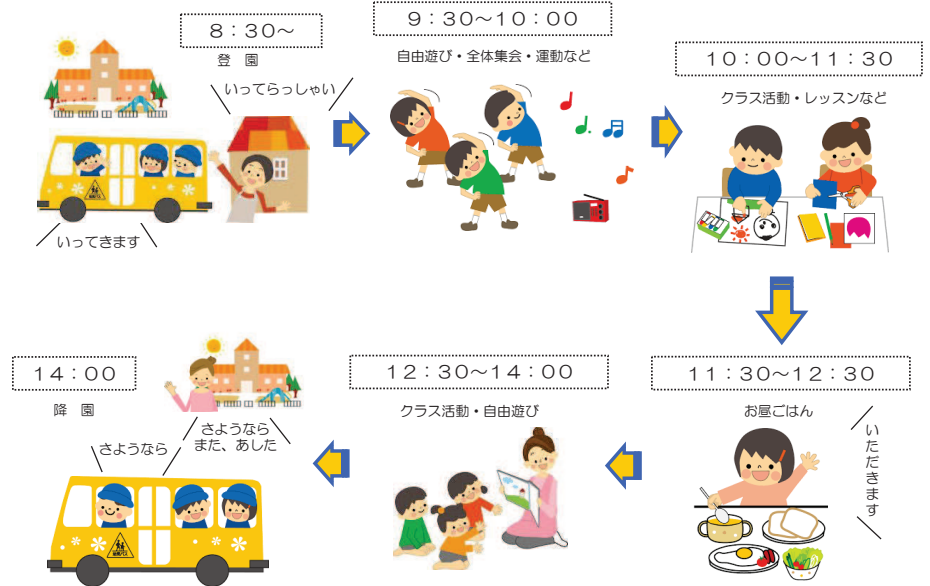 8:30～
登 園
いってらっしゃい
いってきます
9:30～10:00
自由遊び・全体集会・運動など
10:00～11:30
クラス活動・レッスンなど
11:30～12:30
お昼ごはん
いただきます
12:30～14:00
クラス活動・自由遊び
14:00
降 園
さようなら
また、あした
さようなら